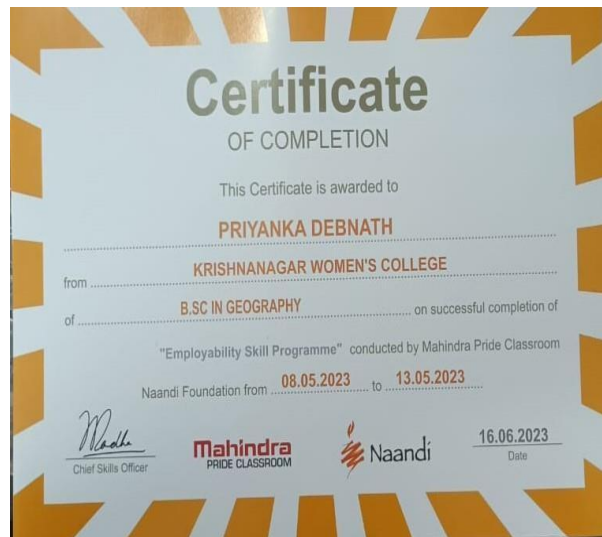 Certificate
OF COMPLETION
This Certificate is awarded to
PRIYANKA DEBNATH
from KRISHNANAGAR WOMEN'S COLLEGE
of B.SC IN GEOGRAPHY on successful completion of
"Employability Skill Programme" conducted by Mahindra Pride Classroom
Naandi Foundation from 08.05.2023 to 13.05.2023
Chief Skills Officer
Mahindra
PRIDE CLASSROOM
Naandi
16.06.2023
Date